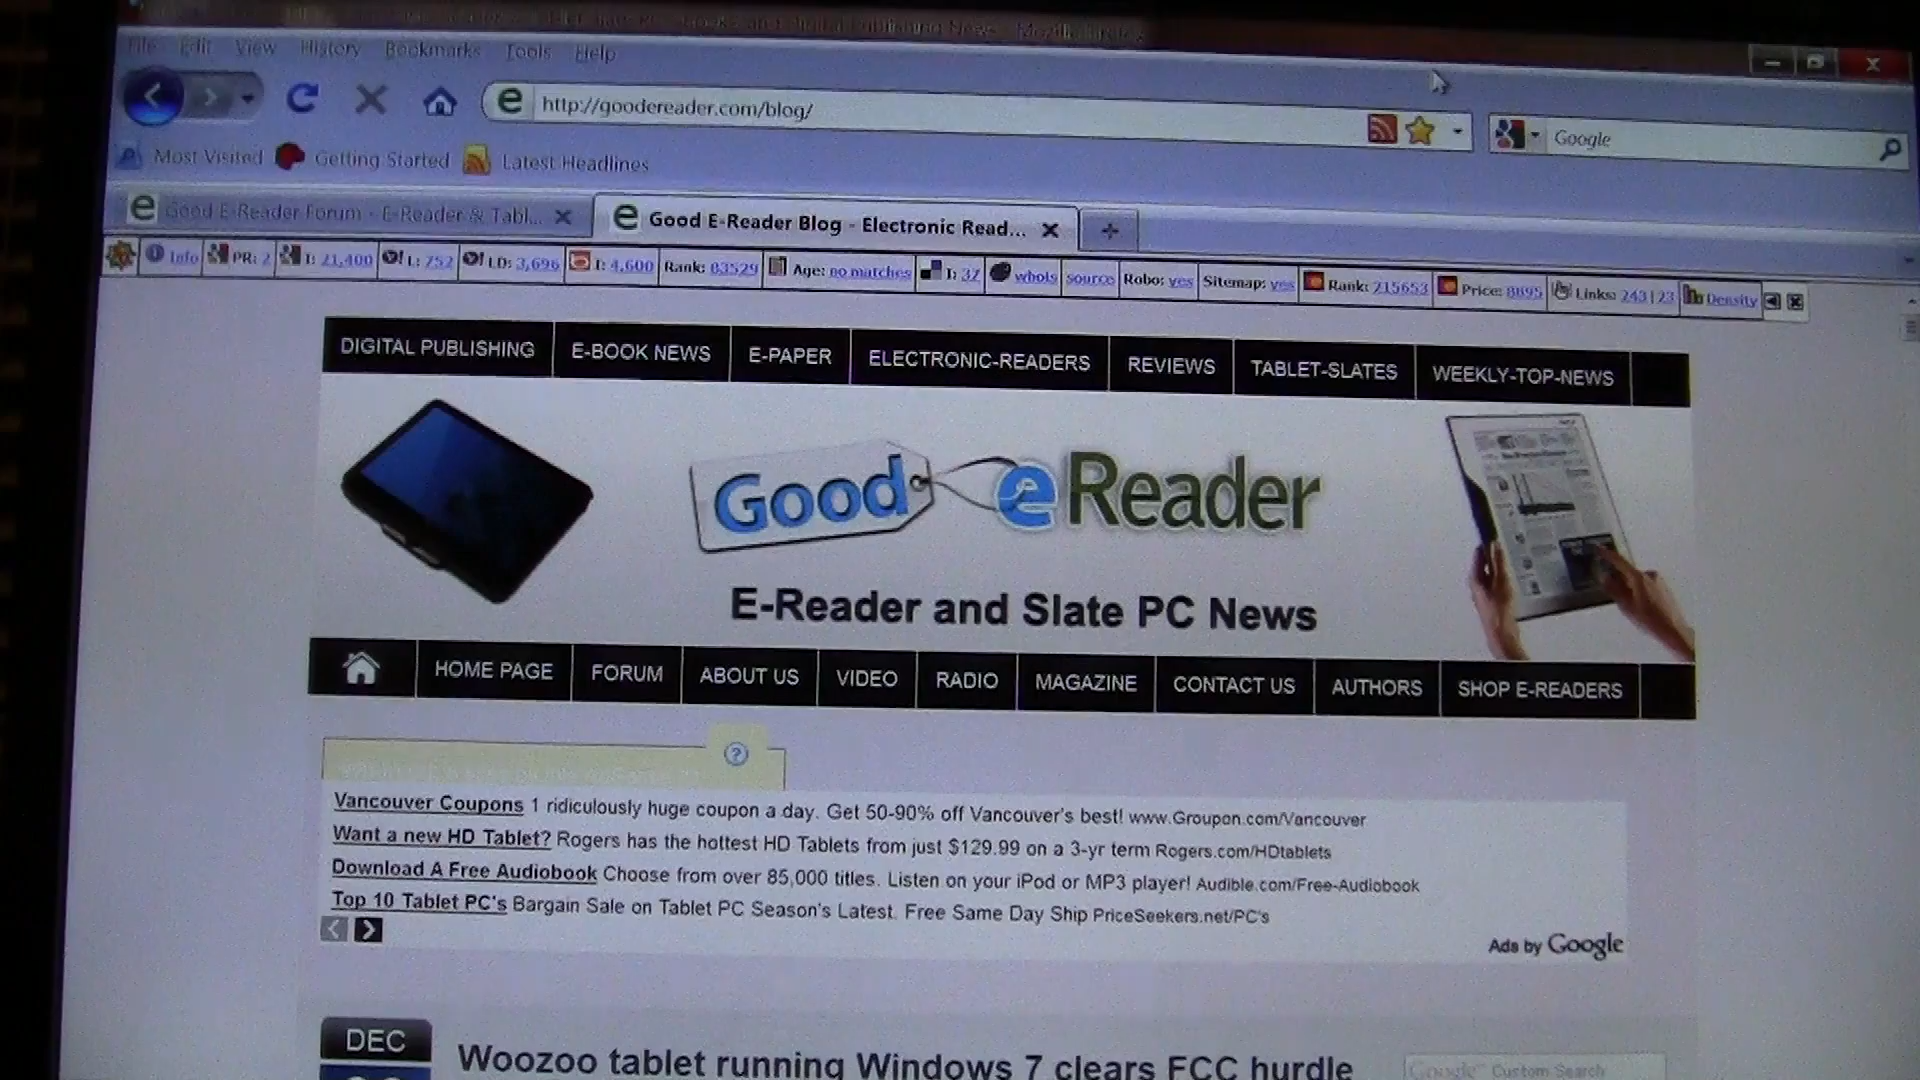 File Edit View History Bookmarks Tools Help
http://goodereader.com/blog/
Google
Most Visited Getting Started Latest Headlines
Good E-Reader Forum - E-Reader & Tabl...
Good E-Reader Blog - Electronic Read...
Info PR: 2 I: 21,400 L: 752 LD: 3,696 I: 4,600 Rank: 83529 Age: no matches I: 37 whois source Robo: yes Sitemap: yes Rank: 215653 Price: 8695 Links: 243 | 23 Density
DIGITAL PUBLISHING E-BOOK NEWS E-PAPER ELECTRONIC-READERS REVIEWS TABLET-SLATES WEEKLY-TOP-NEWS
Good eReader
E-Reader and Slate PC News
HOME PAGE FORUM ABOUT US VIDEO RADIO MAGAZINE CONTACT US AUTHORS SHOP E-READERS
Vancouver Coupons 1 ridiculously huge coupon a day. Get 50-90% off Vancouver's best! www.Groupon.com/Vancouver
Want a new HD Tablet? Rogers has the hottest HD Tablets from just $129.99 on a 3-yr term Rogers.com/HDtablets
Download A Free Audiobook Choose from over 85,000 titles. Listen on your iPod or MP3 player! Audible.com/Free-Audiobook
Top 10 Tablet PC's Bargain Sale on Tablet PC Season's Latest. Free Same Day Ship PriceSeekers.net/PC's
Ads by Google
DEC
Woozoo tablet running Windows 7 clears FCC hurdle
Google Custom Search